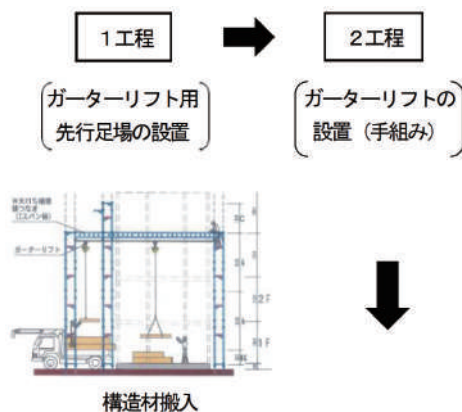 1工程
2工程
ガーターリフト用
先行足場の設置
ガーターリフトの
設置（手組み）
ガーターリフト
構造材搬入